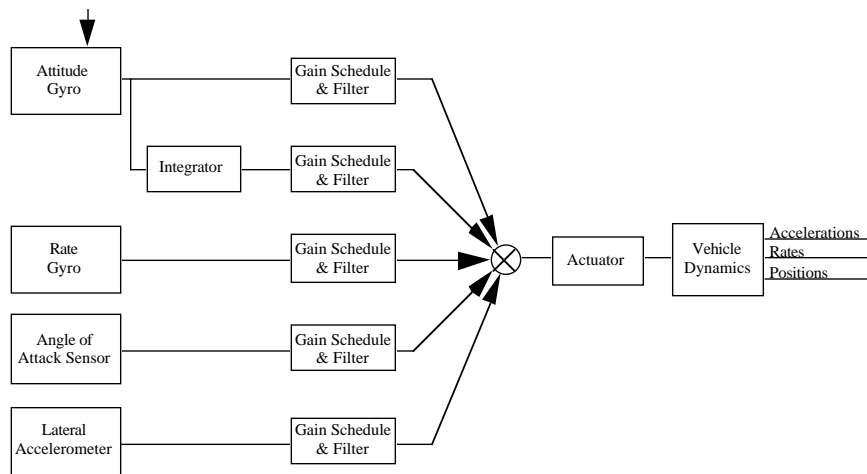 Attitude
Gyro
Gain Schedule
& Filter
Integrator
Gain Schedule
& Filter
Rate
Gyro
Gain Schedule
& Filter
Actuator
Vehicle
Dynamics
Accelerations
Rates
Positions
Angle of
Attack Sensor
Gain Schedule
& Filter
Lateral
Accelerometer
Gain Schedule
& Filter